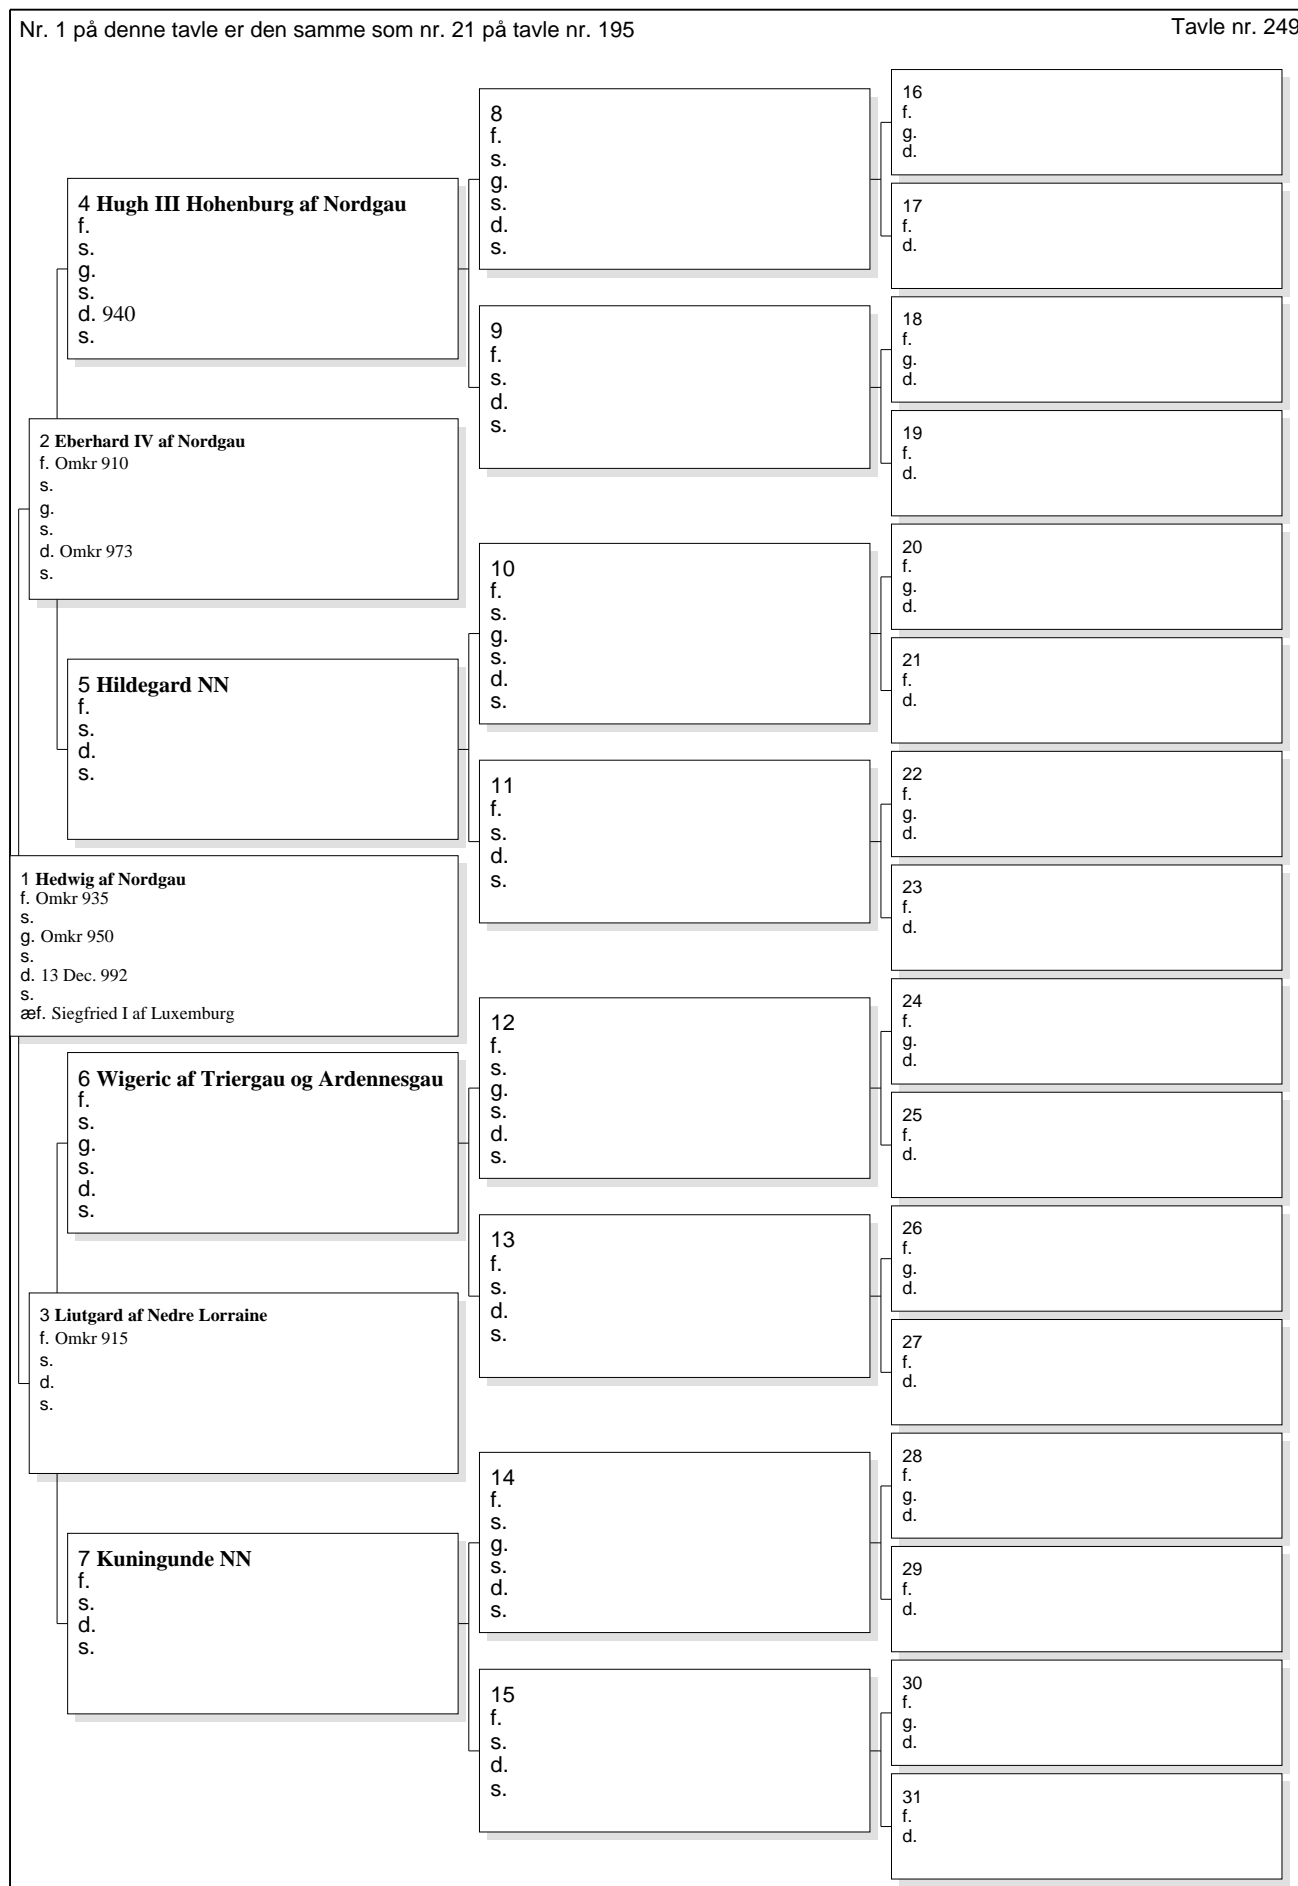 Nr. 1 på denne tavle er den samme som nr. 21 på tavle nr. 195
Tavle nr. 249
1 Hedwig af Nordgau
f. Omkr 935
s.
g. Omkr 950
s.
d. 13 Dec. 992
s.
æf. Siegfried I af Luxemburg
2 Eberhard IV af Nordgau
f. Omkr 910
s.
g.
s.
d. Omkr 973
s.
3 Liutgard af Nedre Lorraine
f. Omkr 915
s.
d.
s.
4 Hugh III Hohenburg af Nordgau
f.
s.
g.
s.
d. 940
s.
5 Hildegard NN
f.
s.
d.
s.
6 Wigeric af Triergau og Ardennesgau
f.
s.
g.
s.
d.
s.
7 Kuningunde NN
f.
s.
d.
s.
8
f.
s.
g.
s.
d.
s.
9
f.
s.
d.
s.
10
f.
s.
g.
s.
d.
s.
11
f.
s.
d.
s.
12
f.
s.
g.
s.
d.
s.
13
f.
s.
d.
s.
14
f.
s.
g.
s.
d.
s.
15
f.
s.
d.
s.
16
f.
g.
d.
17
f.
d.
18
f.
g.
d.
19
f.
d.
20
f.
g.
d.
21
f.
d.
22
f.
g.
d.
23
f.
d.
24
f.
g.
d.
25
f.
d.
26
f.
g.
d.
27
f.
d.
28
f.
g.
d.
29
f.
d.
30
f.
g.
d.
31
f.
d.